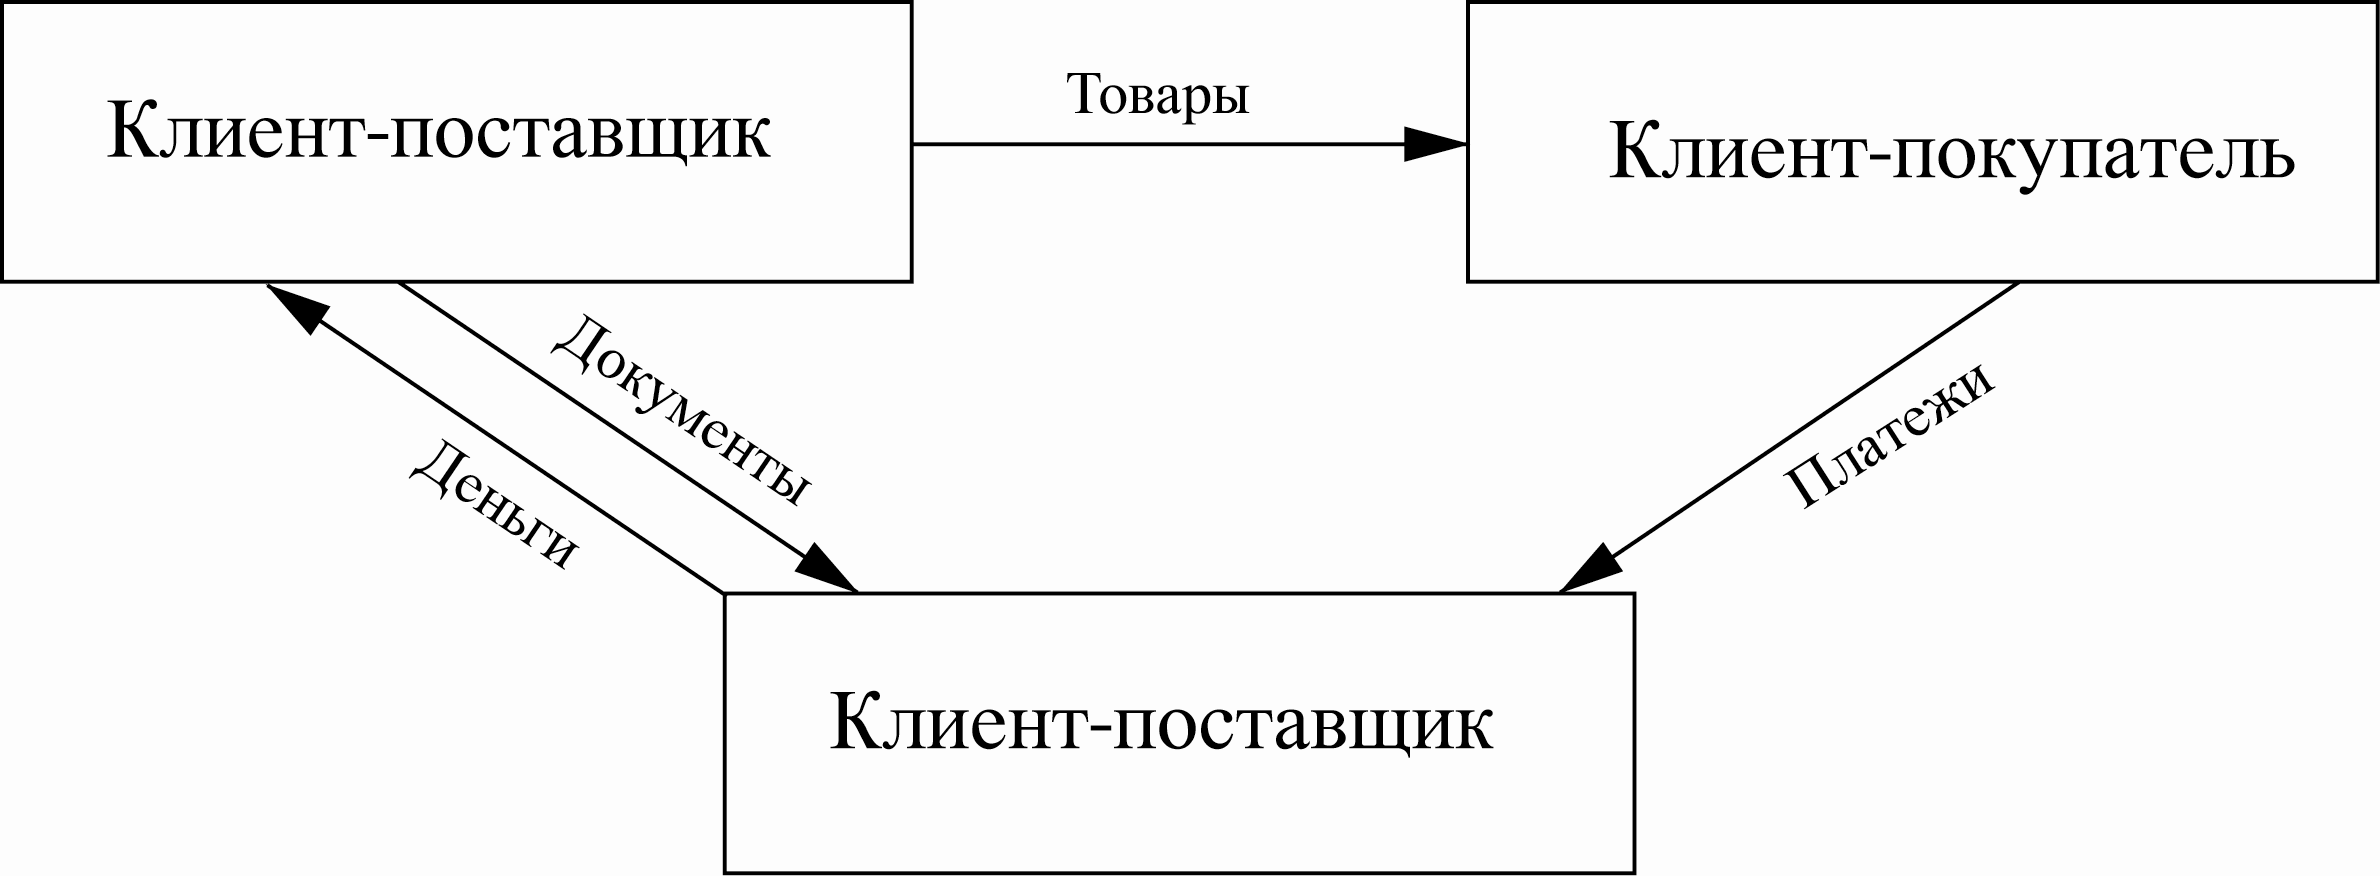 Товары
Клиент-поставщик
Клиент-покупатель
Документы
Деньги
Платежи
Клиент-поставщик